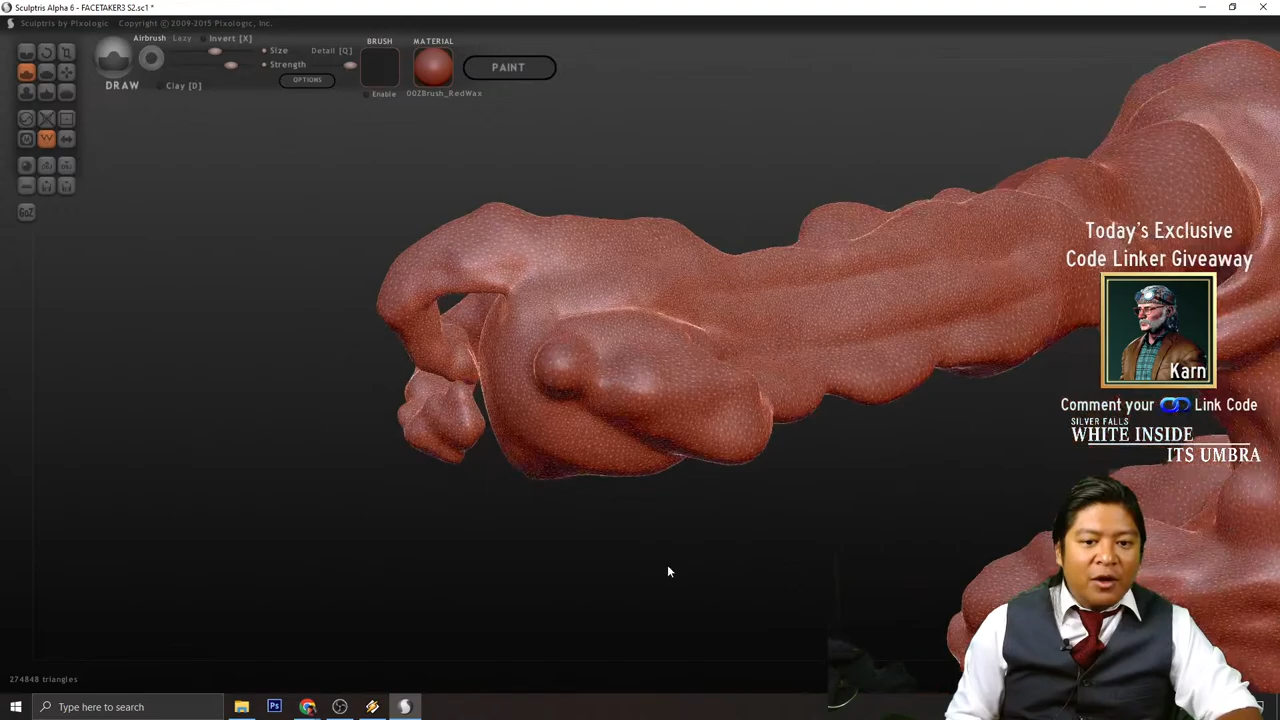 Sculptris Alpha 6 - FACETAKER3 S2.sc1 *
Sculptris by Pixologic Copyright © 2009-2015 Pixologic, Inc.
Airbrush Lazy Invert [X]
Size Detail [Q]
Strength
OPTIONS
DRAW Clay [D]
BRUSH
Enable
MATERIAL
00ZBrush_RedWax
PAINT
GoZ
Today's Exclusive
Code Linker Giveaway
Karn
Comment your Link Code
SILVER FALLS
WHITE INSIDE
ITS UMBRA
274848 triangles
Type here to search
Ps